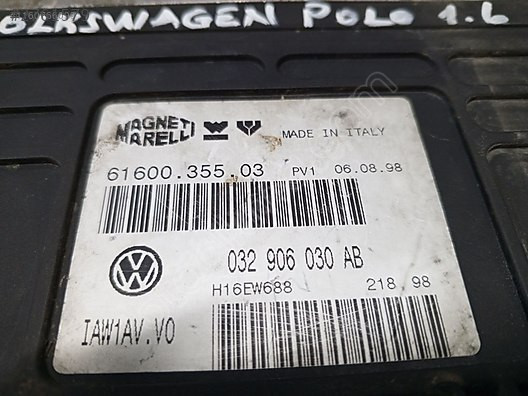 OLKSWAGEN POLO 1.6
MAGNETI MARELLI
MADE IN ITALY
61600.355.03 PV1 06.08.98
032 906 030 AB
H16EW688 218 98
IAW1AV.V0